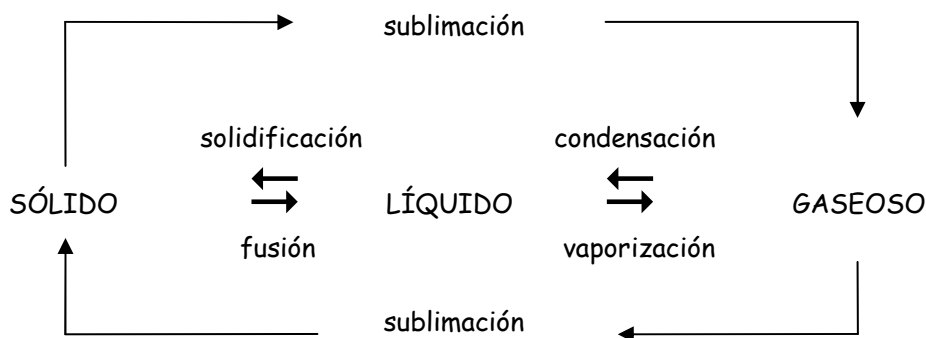 sublimación
solidificación condensación
SÓLIDO LÍQUIDO GASEOSO
fusión vaporización
sublimación